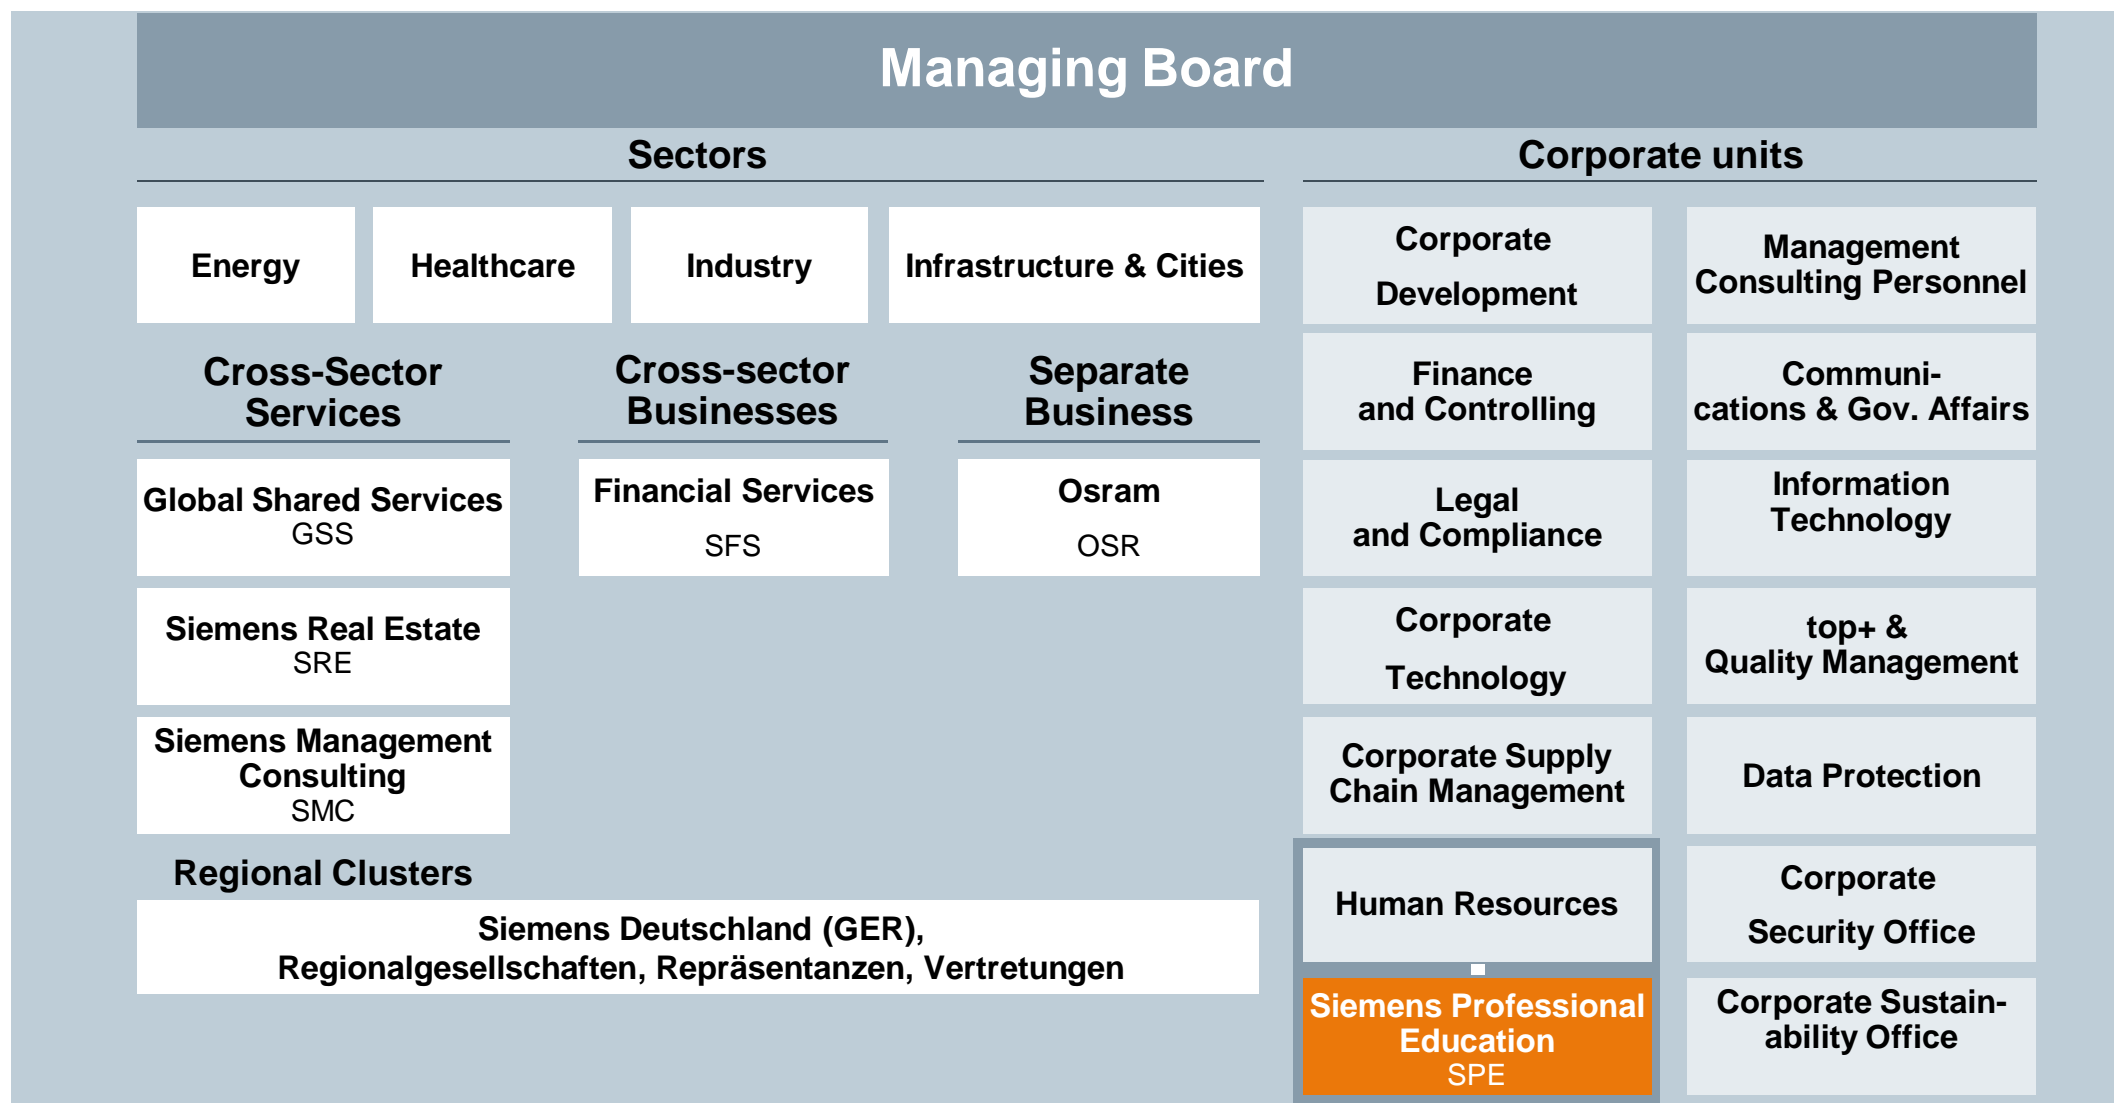 Managing Board
Sectors
Energy
Healthcare
Industry
Infrastructure & Cities
Cross-Sector
Services
Global Shared Services
GSS
Siemens Real Estate
SRE
Siemens Management
Consulting
SMC
Cross-sector
Businesses
Financial Services
SFS
Separate
Business
Osram
OSR
Regional Clusters
Siemens Deutschland (GER),
Regionalgesellschaften, Repräsentanzen, Vertretungen
Corporate units
Corporate
Development
Finance
and Controlling
Legal
and Compliance
Corporate
Technology
Corporate Supply
Chain Management
Human Resources
Siemens Professional
Education
SPE
Management
Consulting Personnel
Communi-
cations & Gov. Affairs
Information
Technology
top+ &
Quality Management
Data Protection
Corporate
Security Office
Corporate Sustain-
ability Office